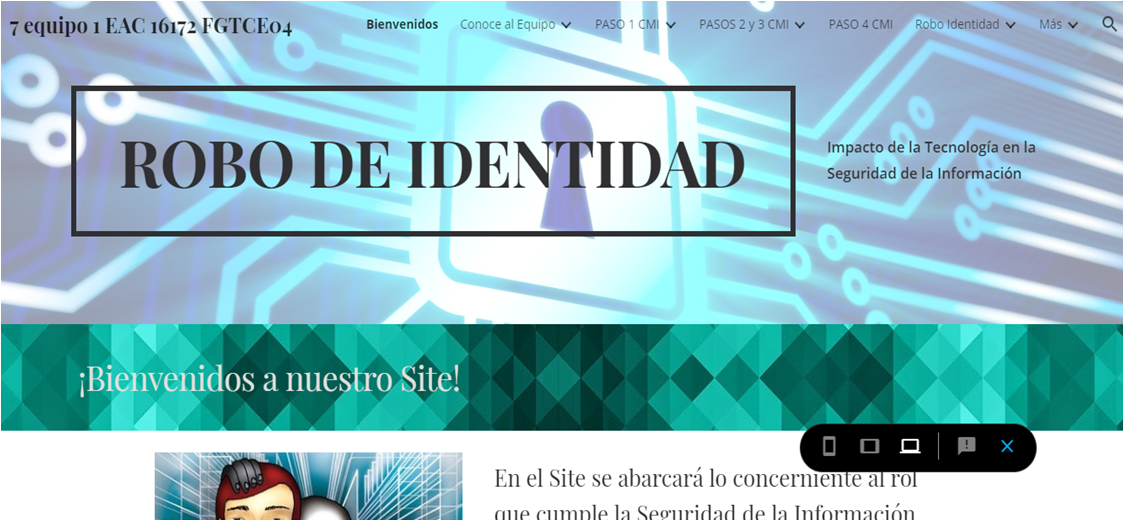 7 equipo 1 EAC 16172 FGTCE04
Bienvenidos Conoce al Equipo PASO 1 CMI PASOS 2 y 3 CMI PASO 4 CMI Robo Identidad Más
ROBO DE IDENTIDAD
Impacto de la Tecnología en la
Seguridad de la Información
¡Bienvenidos a nuestro Site!
En el Site se abarcará lo concerniente al rol
que cumple la Seguridad de la Información